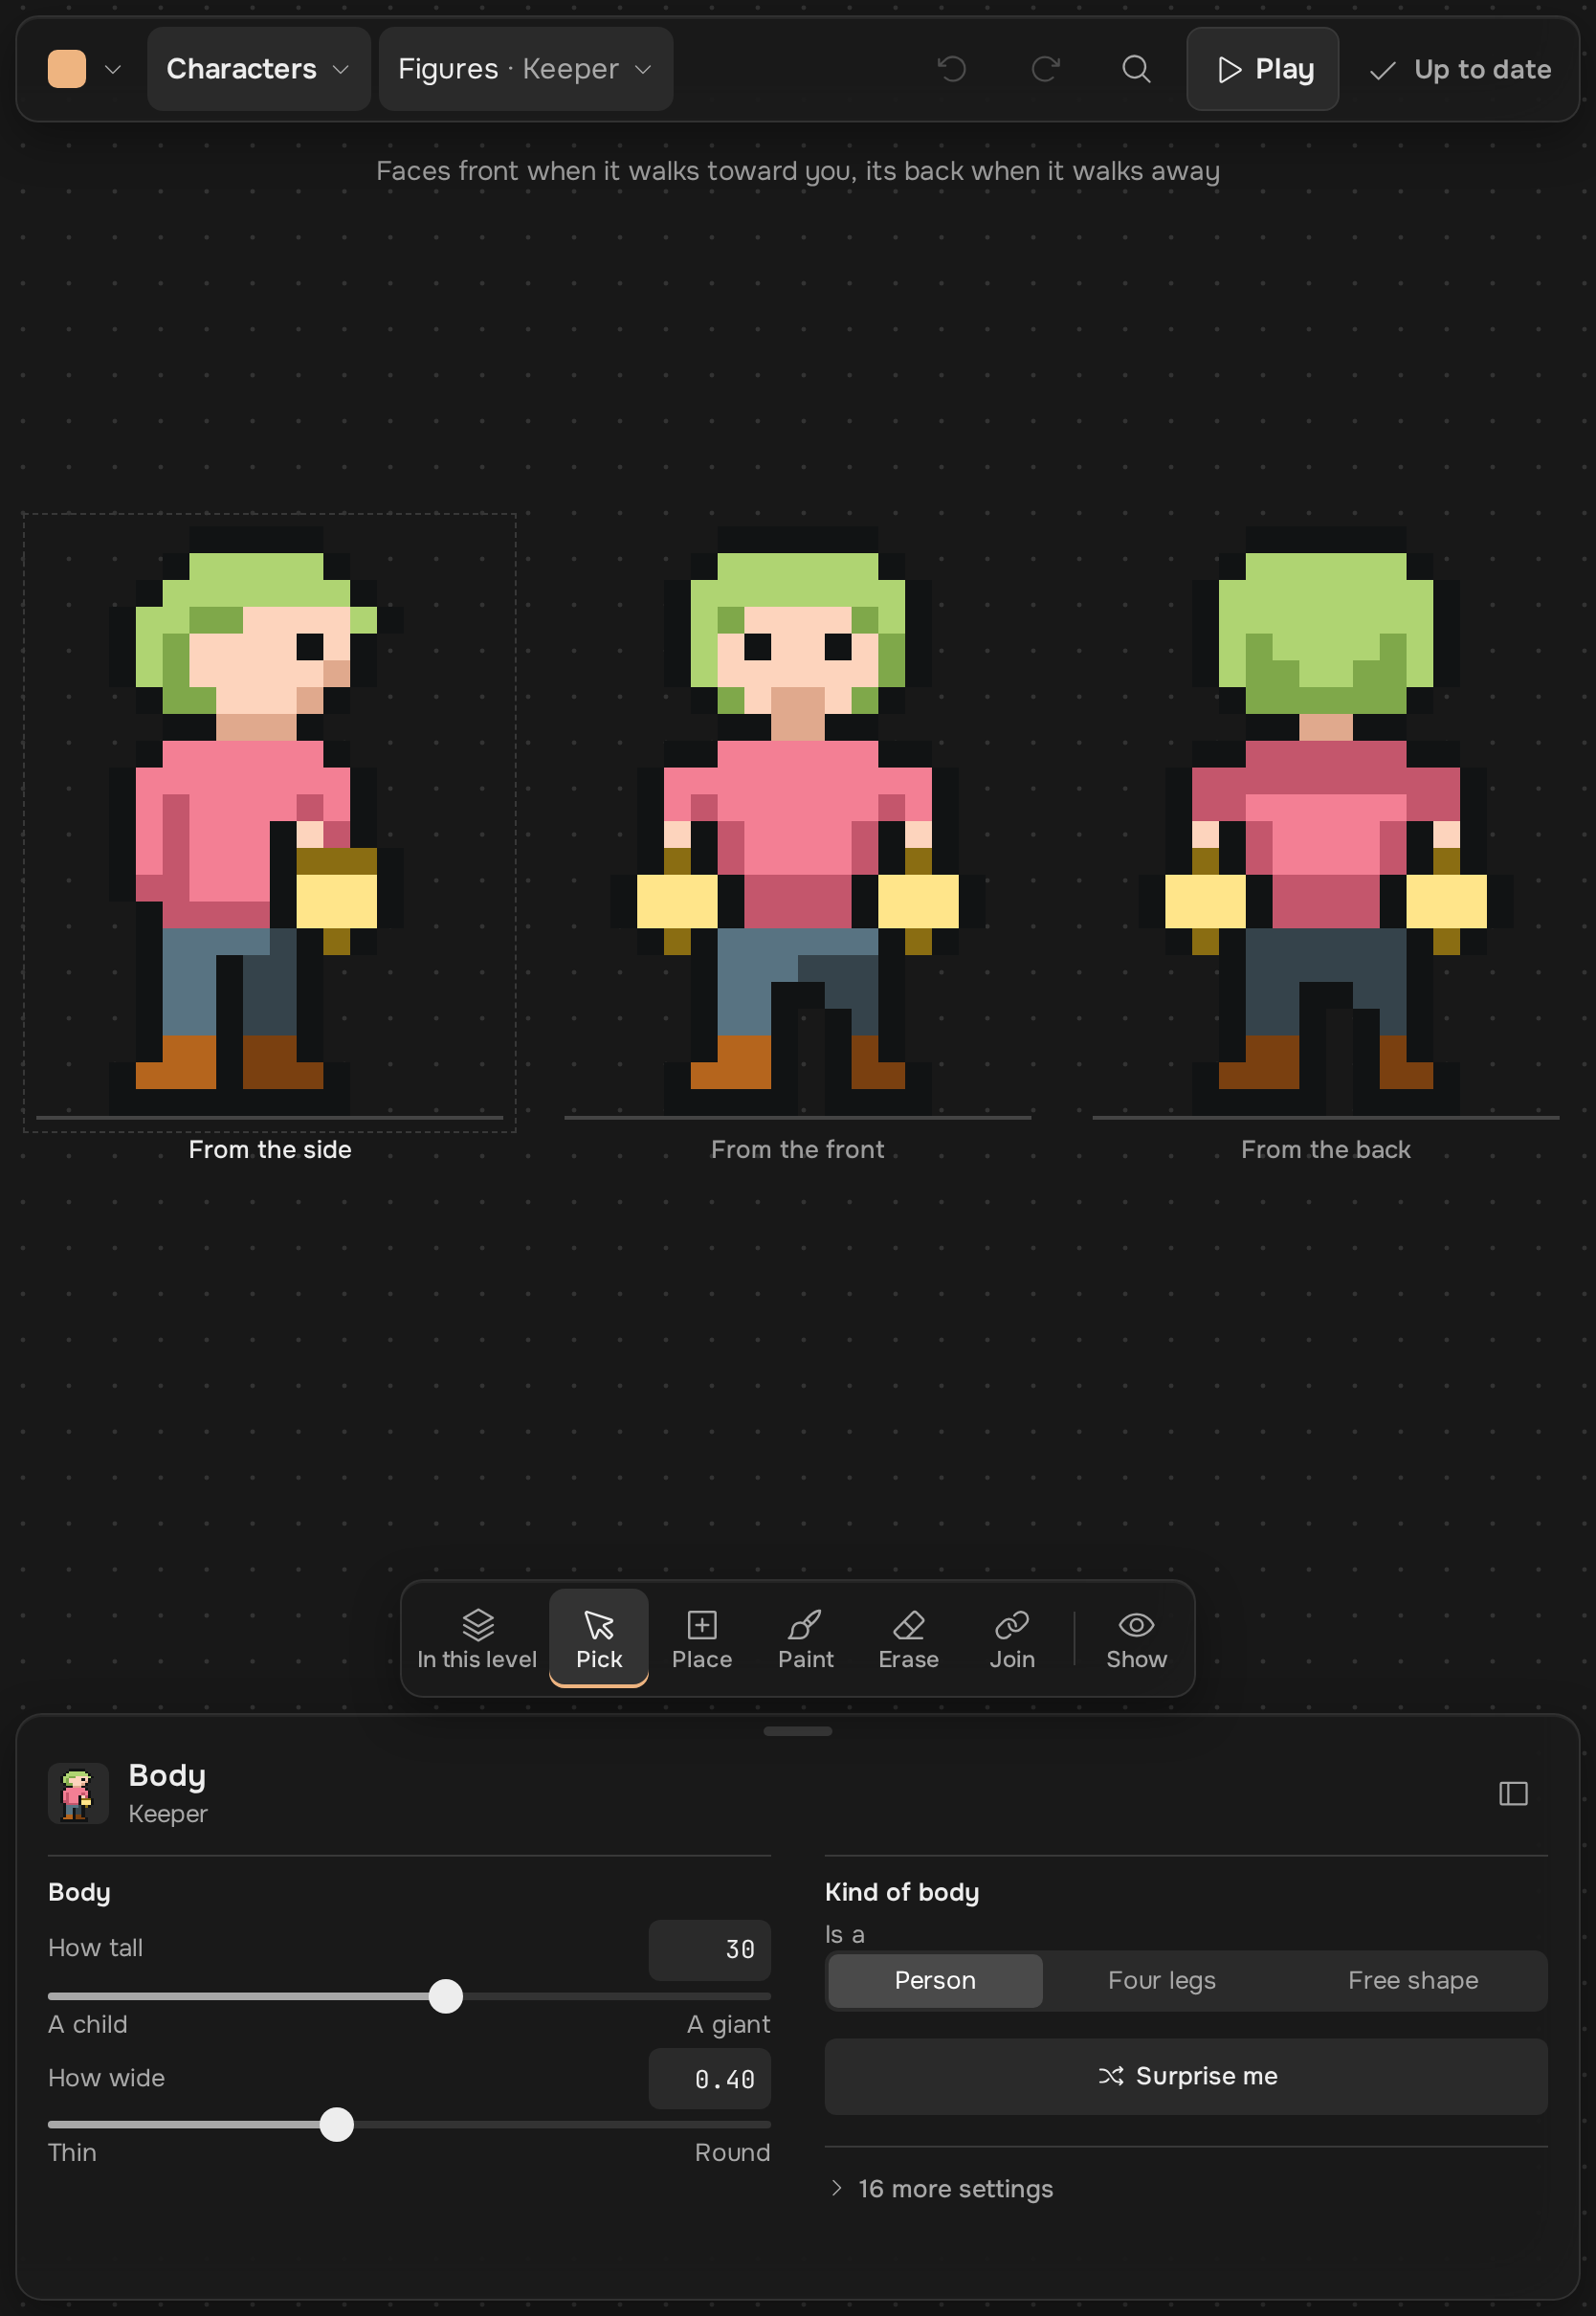 Characters
Figures · Keeper
Play
Up to date
Faces front when it walks toward you, its back when it walks away
From the side
From the front
From the back
In this level
Pick
Place
Paint
Erase
Join
Show
Body
Keeper
Body
How tall
30
A child
A giant
How wide
0.40
Thin
Round
Kind of body
Is a
Person
Four legs
Free shape
Surprise me
16 more settings